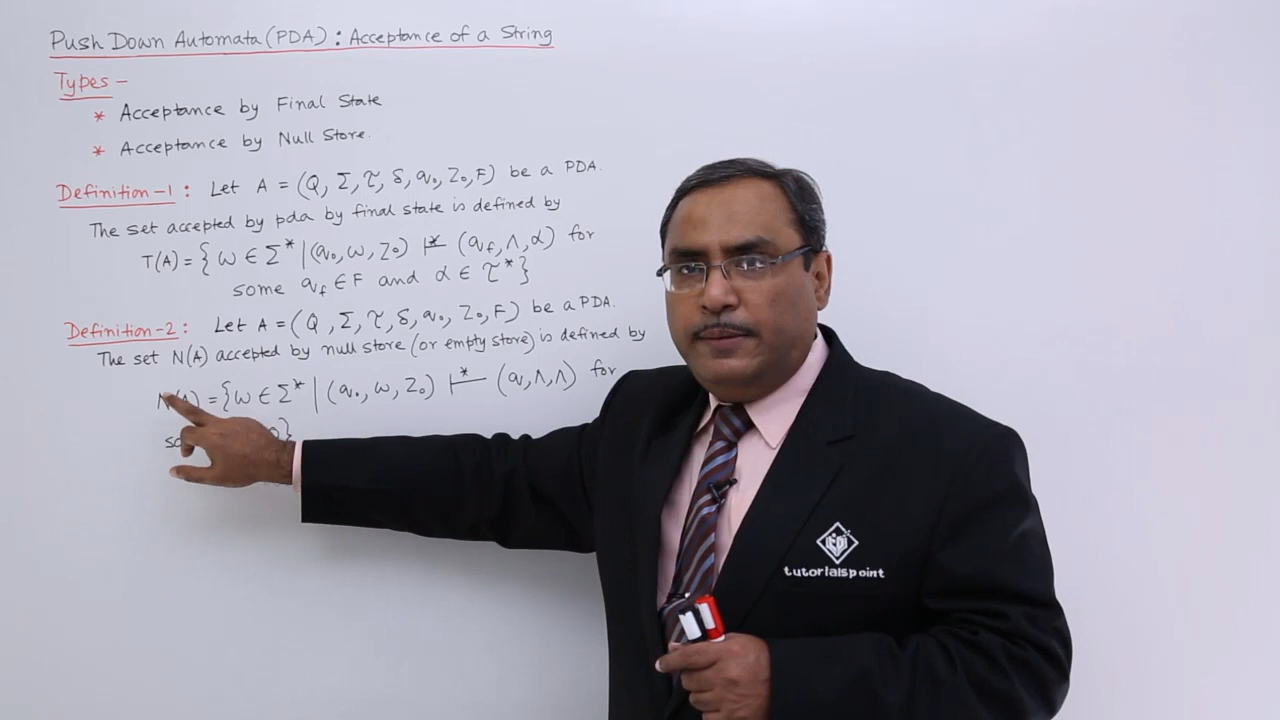 Push Down Automata (PDA) : Acceptance of a String
Types -
* Acceptance by Final State
* Acceptance by Null Store.
Definition-1 : Let A = (Q, Σ, τ, δ, q₀, Z₀, F) be a PDA.
The set accepted by pda by final state is defined by
T(A) = { ω ∈ Σ* | (q₀, ω, Z₀) ⊢* (q_f, Λ, α) for
some q_f ∈ F and α ∈ τ* }
Definition-2 : Let A = (Q, Σ, τ, δ, q₀, Z₀, F) be a PDA.
The set N(A) accepted by null store (or empty store) is defined by
N(A) = { ω ∈ Σ* | (q₀, ω, Z₀) ⊢* (q, Λ, Λ) for
}
tutorialspoint